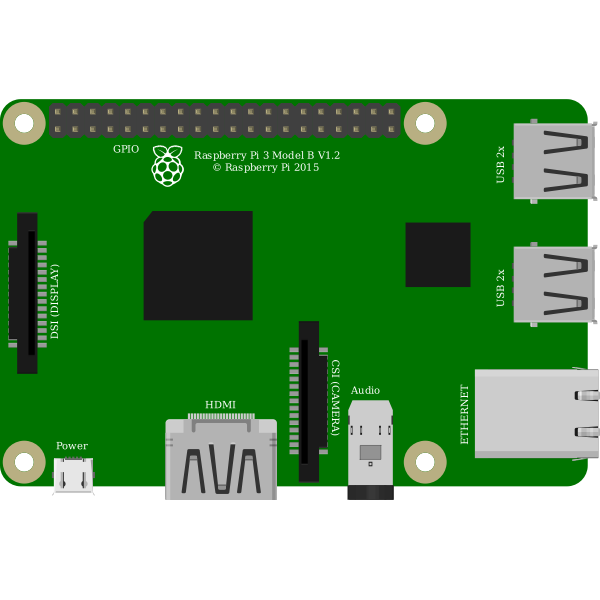 GPIO
Raspberry Pi 3 Model B V1.2
© Raspberry Pi 2015
USB 2x
DSI (DISPLAY)
USB 2x
CSI (CAMERA)
Audio
ETHERNET
HDMI
Power